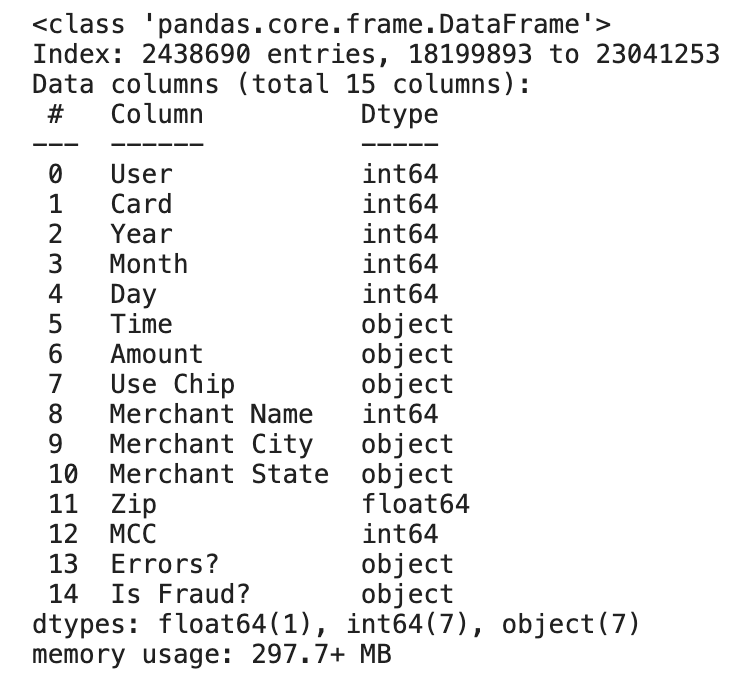 <class 'pandas.core.frame.DataFrame'>
Index: 2438690 entries, 18199893 to 23041253
Data columns (total 15 columns):
 #   Column          Dtype
---  ------          -----
 0   User            int64
 1   Card            int64
 2   Year            int64
 3   Month           int64
 4   Day             int64
 5   Time            object
 6   Amount          object
 7   Use Chip        object
 8   Merchant Name   int64
 9   Merchant City   object
 10  Merchant State  object
 11  Zip             float64
 12  MCC             int64
 13  Errors?         object
 14  Is Fraud?       object
dtypes: float64(1), int64(7), object(7)
memory usage: 297.7+ MB